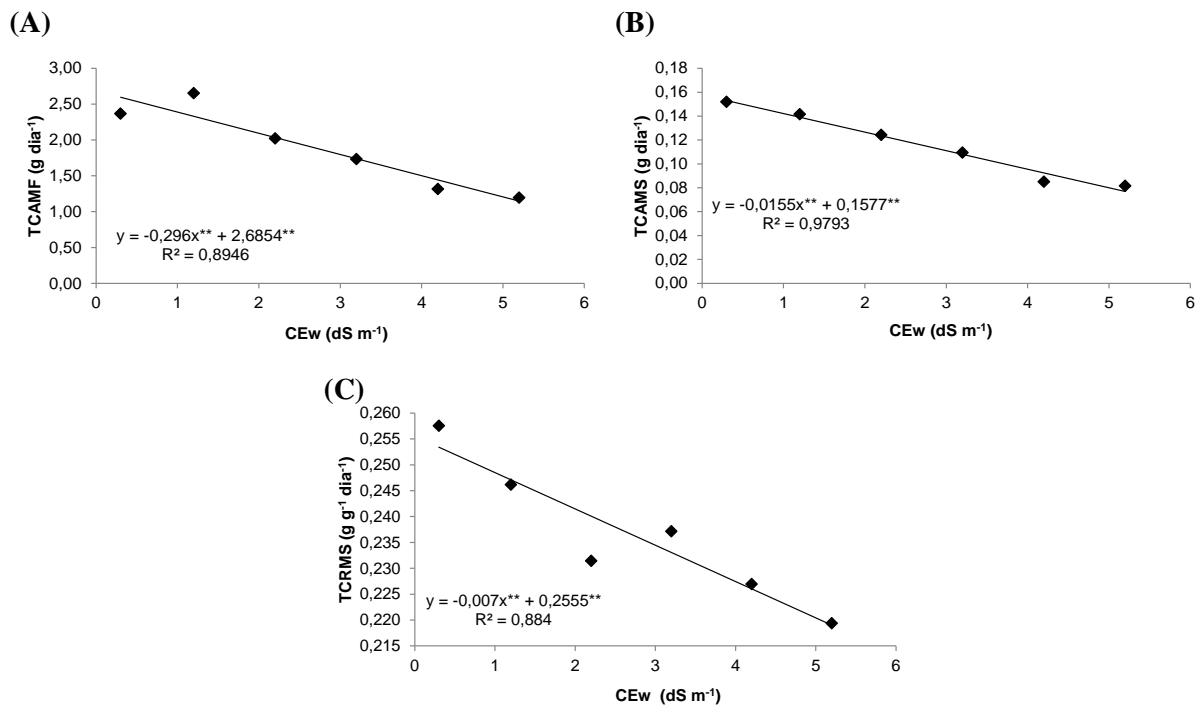 (A)
3,00
2,50
2,00
1,50
1,00
0,50
0,00
TCAMF (g dia⁻¹)
y = -0,296x** + 2,6854**
R² = 0,8946
0 1 2 3 4 5 6
CEw (dS m⁻¹)
(B)
0,18
0,16
0,14
0,12
0,10
0,08
0,06
0,04
0,02
0,00
TCAMS (g dia⁻¹)
y = -0,0155x** + 0,1577**
R² = 0,9793
0 1 2 3 4 5 6
CEw (dS m⁻¹)
(C)
0,260
0,255
0,250
0,245
0,240
0,235
0,230
0,225
0,220
0,215
TCRMS (g g⁻¹ dia⁻¹)
y = -0,007x** + 0,2555**
R² = 0,884
0 1 2 3 4 5 6
CEw (dS m⁻¹)